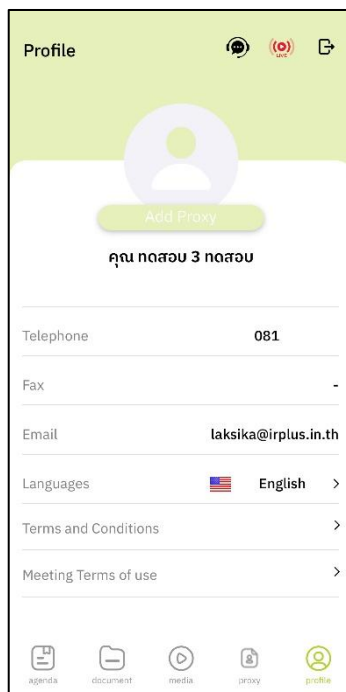 Profile
LIVE
Add Proxy
คุณ ทดสอบ 3 ทดสอบ
Telephone 081
Fax -
Email laksika@irplus.in.th
Languages English >
Terms and Conditions >
Meeting Terms of use >
agenda document media proxy profile